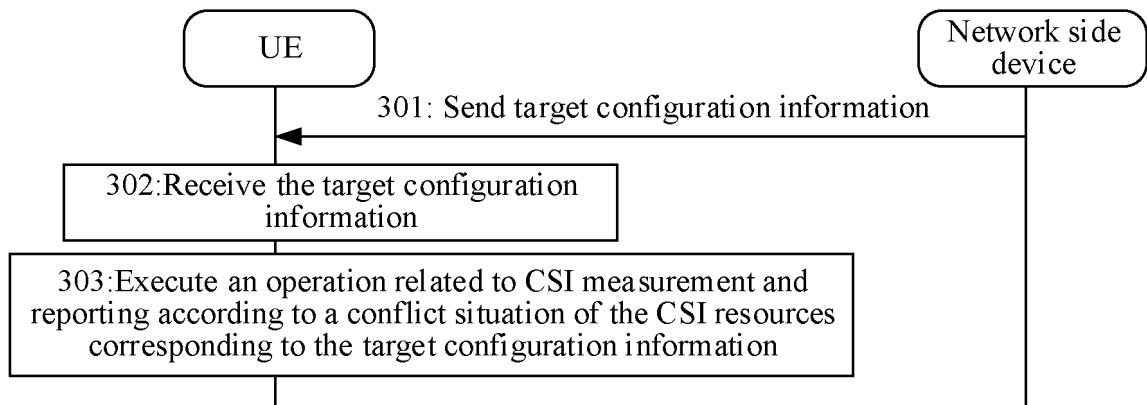 UE
Network side
device
301: Send target configuration information
302:Receive the target configuration
information
303:Execute an operation related to CSI measurement and
reporting according to a conflict situation of the CSI resources
corresponding to the target configuration information